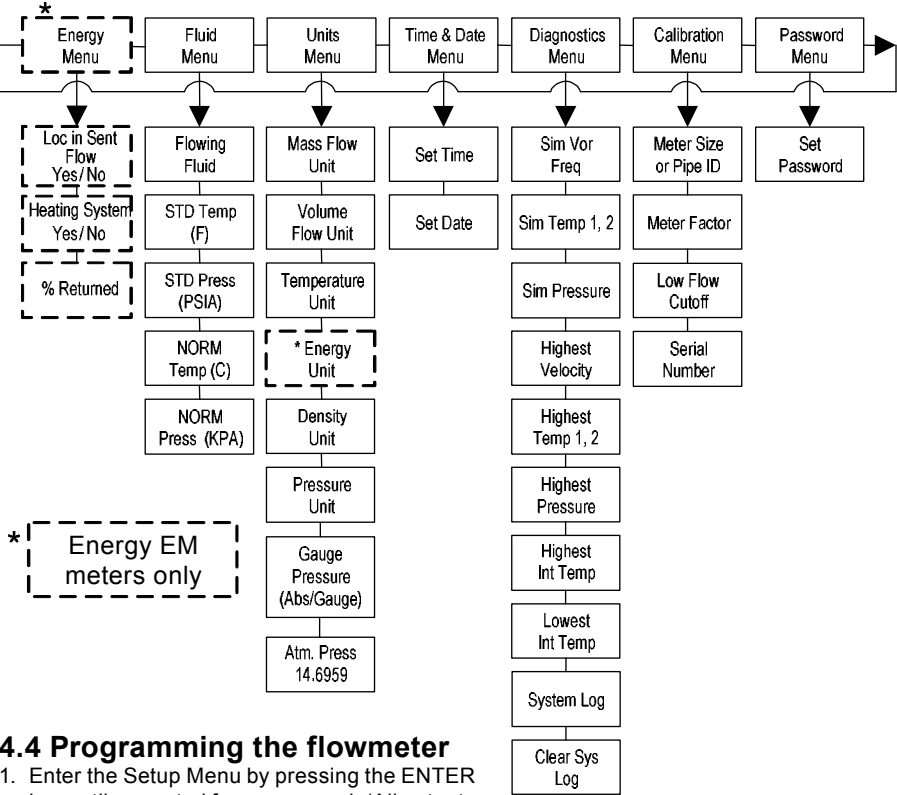 *
Energy
Menu
Fluid
Menu
Units
Menu
Time & Date
Menu
Diagnostics
Menu
Calibration
Menu
Password
Menu
Loc in Sent
Flow
Yes/No
Heating System
Yes/No
% Returned
Flowing
Fluid
STD Temp
(F)
STD Press
(PSIA)
NORM
Temp (C)
NORM
Press (KPA)
Mass Flow
Unit
Volume
Flow Unit
Temperature
Unit
* Energy
Unit
Density
Unit
Pressure
Unit
Gauge
Pressure
(Abs/Gauge)
Atm. Press
14.6959
Set Time
Set Date
Sim Vor
Freq
Sim Temp 1, 2
Sim Pressure
Highest
Velocity
Highest
Temp 1, 2
Highest
Pressure
Highest
Int Temp
Lowest
Int Temp
System Log
Clear Sys
Log
Meter Size
or Pipe ID
Meter Factor
Low Flow
Cutoff
Serial
Number
Set
Password
* Energy EM
meters only
4.4 Programming the flowmeter
1. Enter the Setup Menu by pressing the ENTER